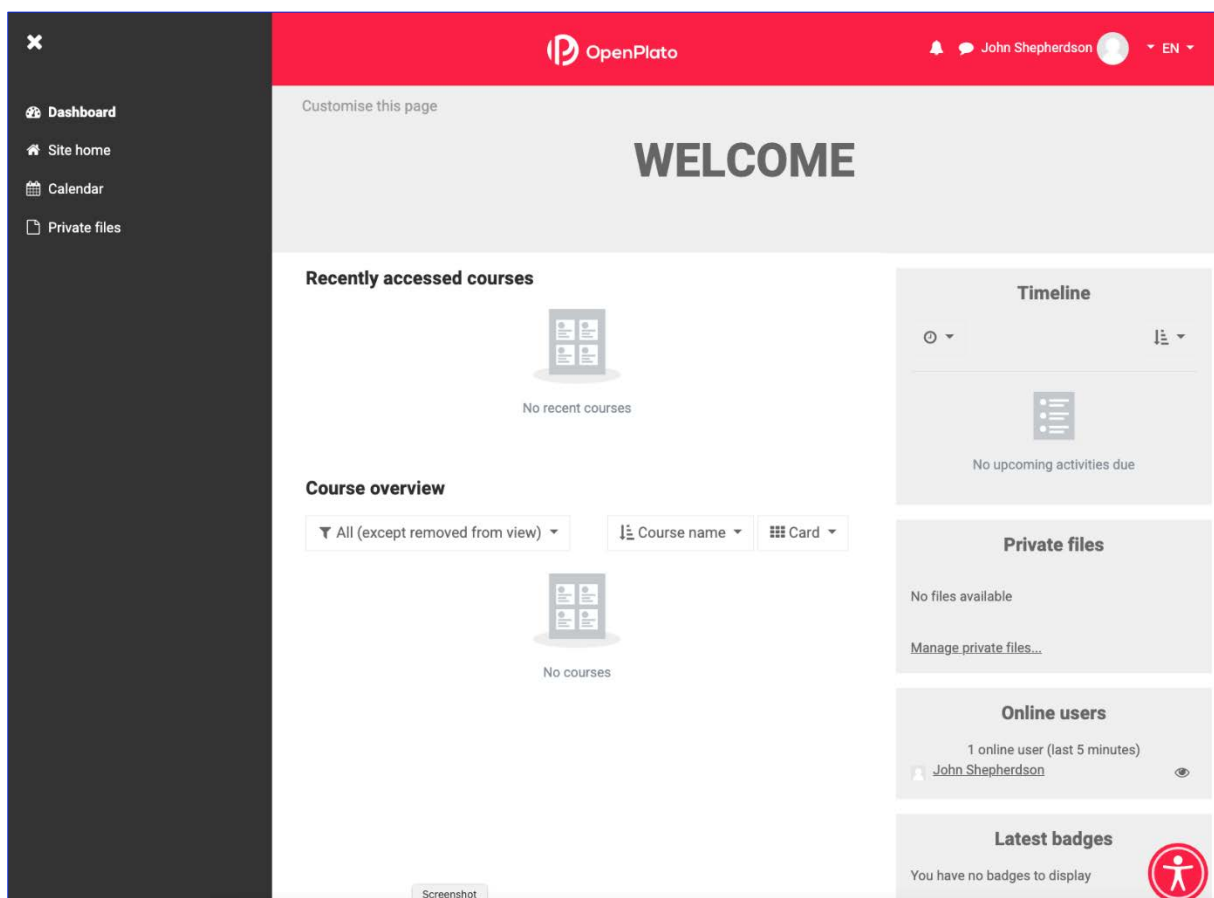 OpenPlato
John Shepherdson
EN
Dashboard
Site home
Calendar
Private files
Customise this page
WELCOME
Recently accessed courses
No recent courses
Course overview
All (except removed from view)
Course name
Card
No courses
Timeline
No upcoming activities due
Private files
No files available
Manage private files...
Online users
1 online user (last 5 minutes)
John Shepherdson
Latest badges
You have no badges to display
Screenshot